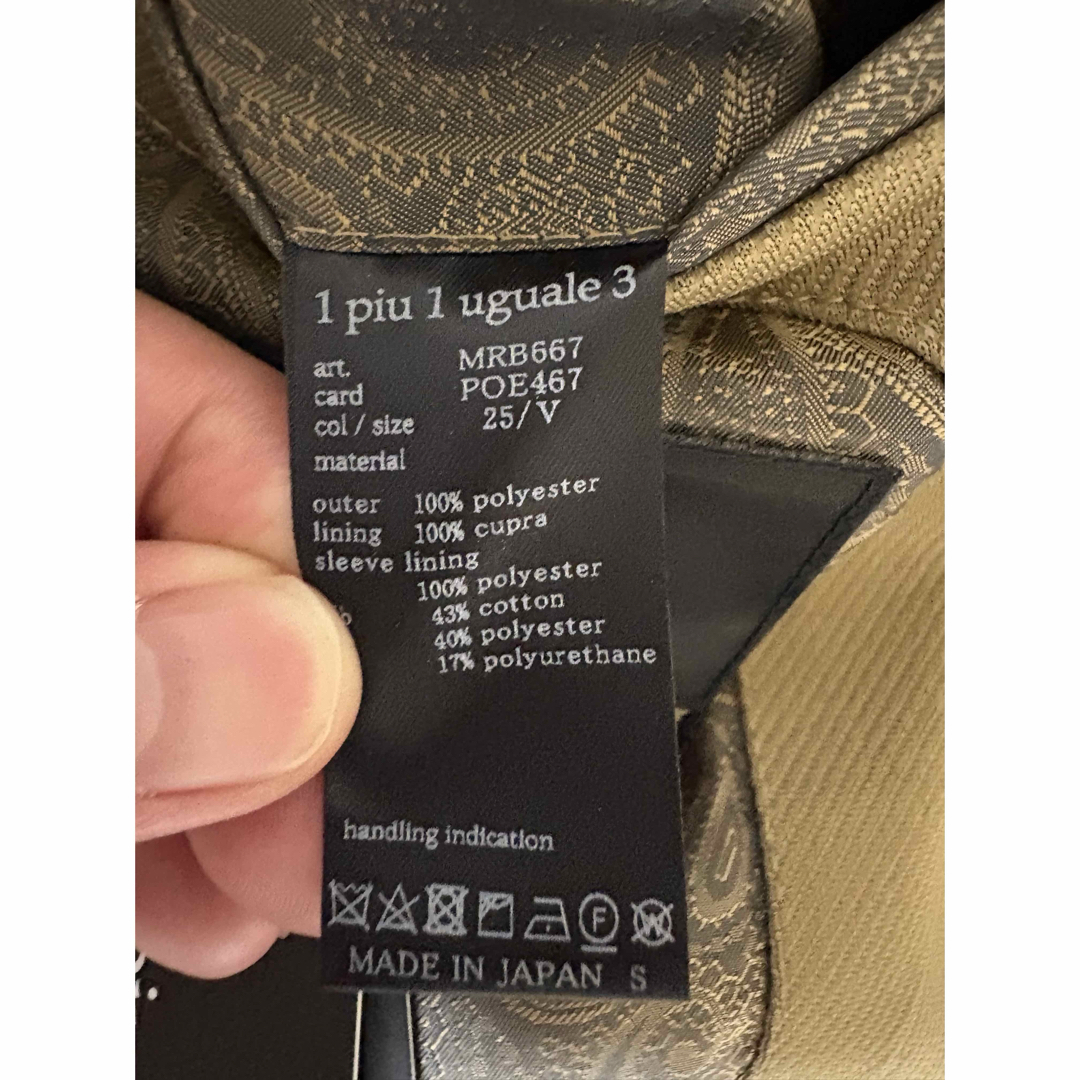 1 piu 1 uguale 3
art. MRB667
card POE467
col / size 25/V
material
outer 100% polyester
lining 100% cupra
sleeve lining
100% polyester
43% cotton
40% polyester
17% polyurethane
handling indication
F W
MADE IN JAPAN S